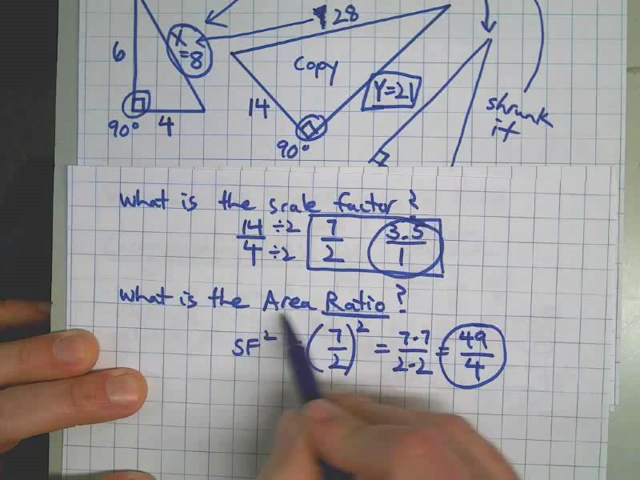 28
6
X
=8
Copy
Y=21
14
shrunk
it
90°
4
90°
What is the scale factor?
14 ÷2 7 3.5
4 ÷2 2 1
What is the Area Ratio?
SF² = (7/2)² = 7·7/2·2 = 49/4